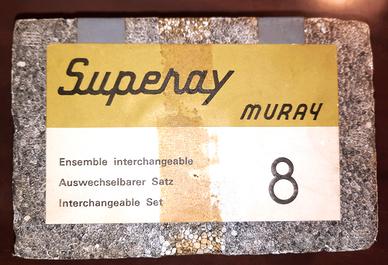 Superay
MURAY
Ensemble interchangeable
Auswechselbarer Satz
Interchangeable Set
8